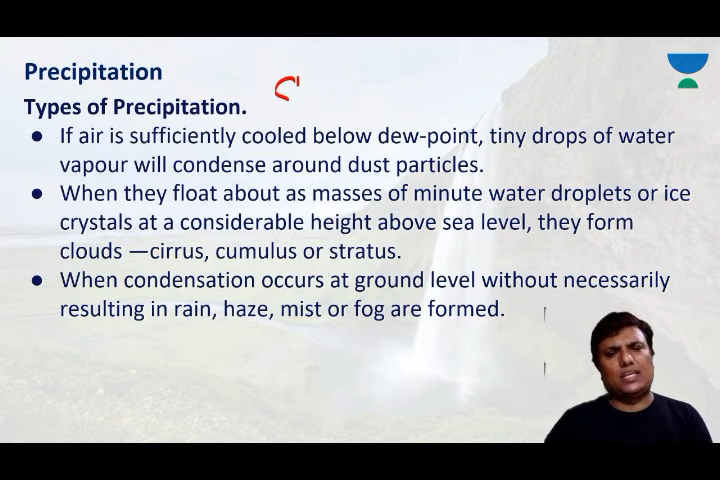 Precipitation
Types of Precipitation.
● If air is sufficiently cooled below dew-point, tiny drops of water
vapour will condense around dust particles.
● When they float about as masses of minute water droplets or ice
crystals at a considerable height above sea level, they form
clouds —cirrus, cumulus or stratus.
● When condensation occurs at ground level without necessarily
resulting in rain, haze, mist or fog are formed.